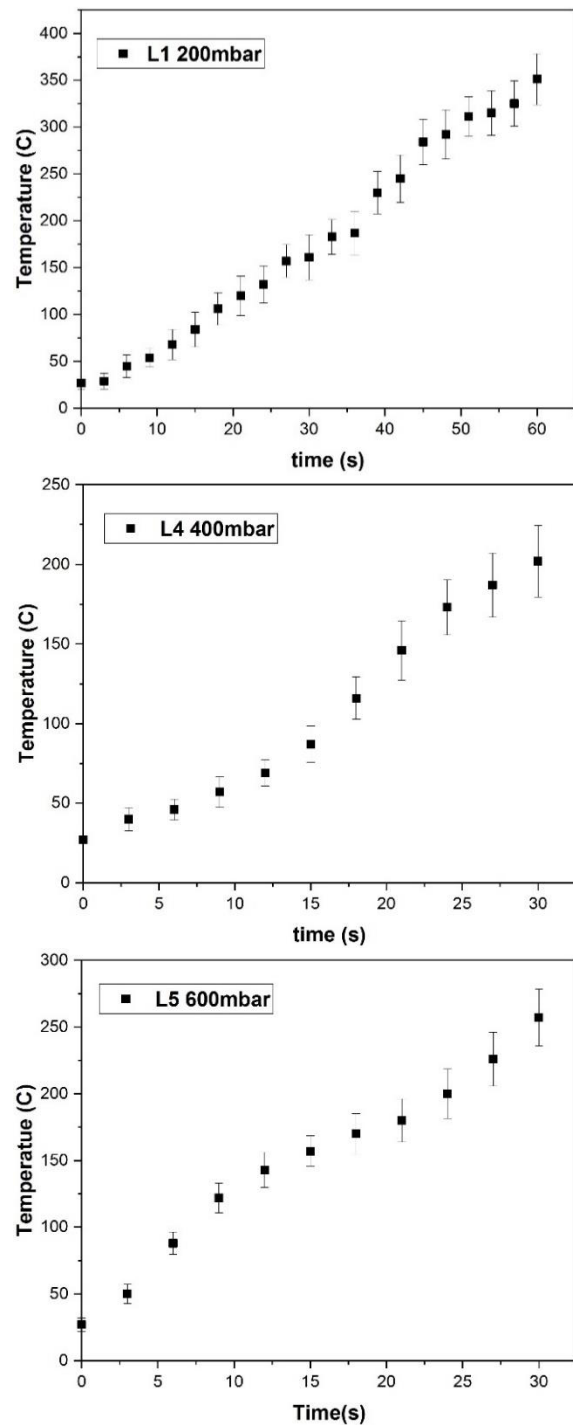 L1 200mbar
Temperature (C)
400
350
300
250
200
150
100
50
0
0 10 20 30 40 50 60
time (s)
L4 400mbar
Temperature (C)
250
200
150
100
50
0
0 5 10 15 20 25 30
time (s)
L5 600mbar
Temperatue (C)
300
250
200
150
100
50
0
0 5 10 15 20 25 30
Time(s)